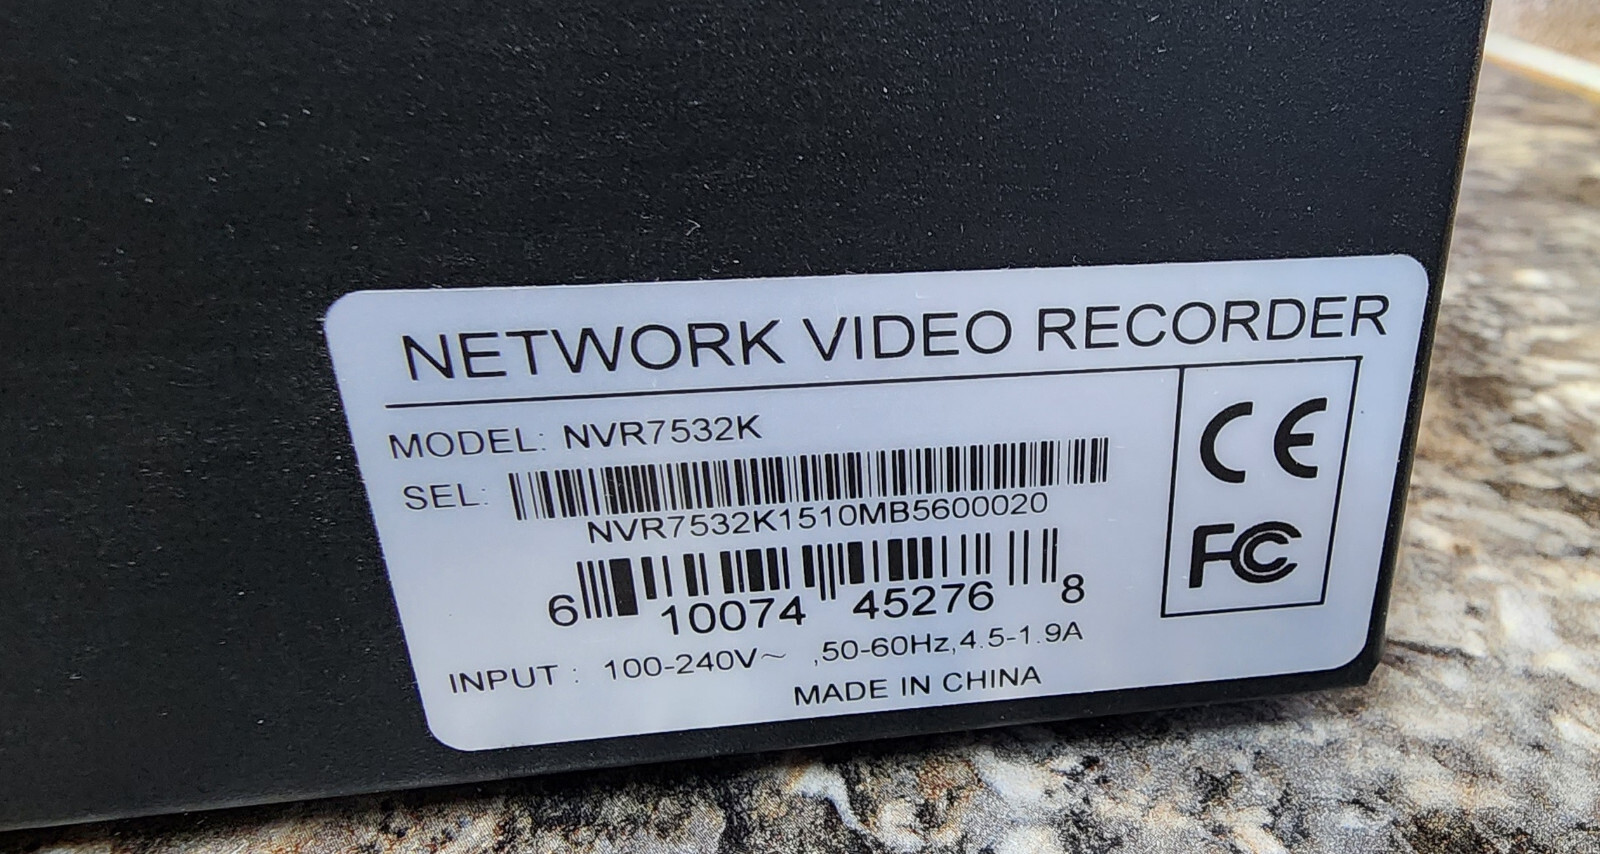 NETWORK VIDEO RECORDER
MODEL: NVR7532K
SEL:
NVR7532K1510MB5600020
6 10074 45276 8
INPUT : 100-240V~ ,50-60Hz,4.5-1.9A
MADE IN CHINA
CE
FC